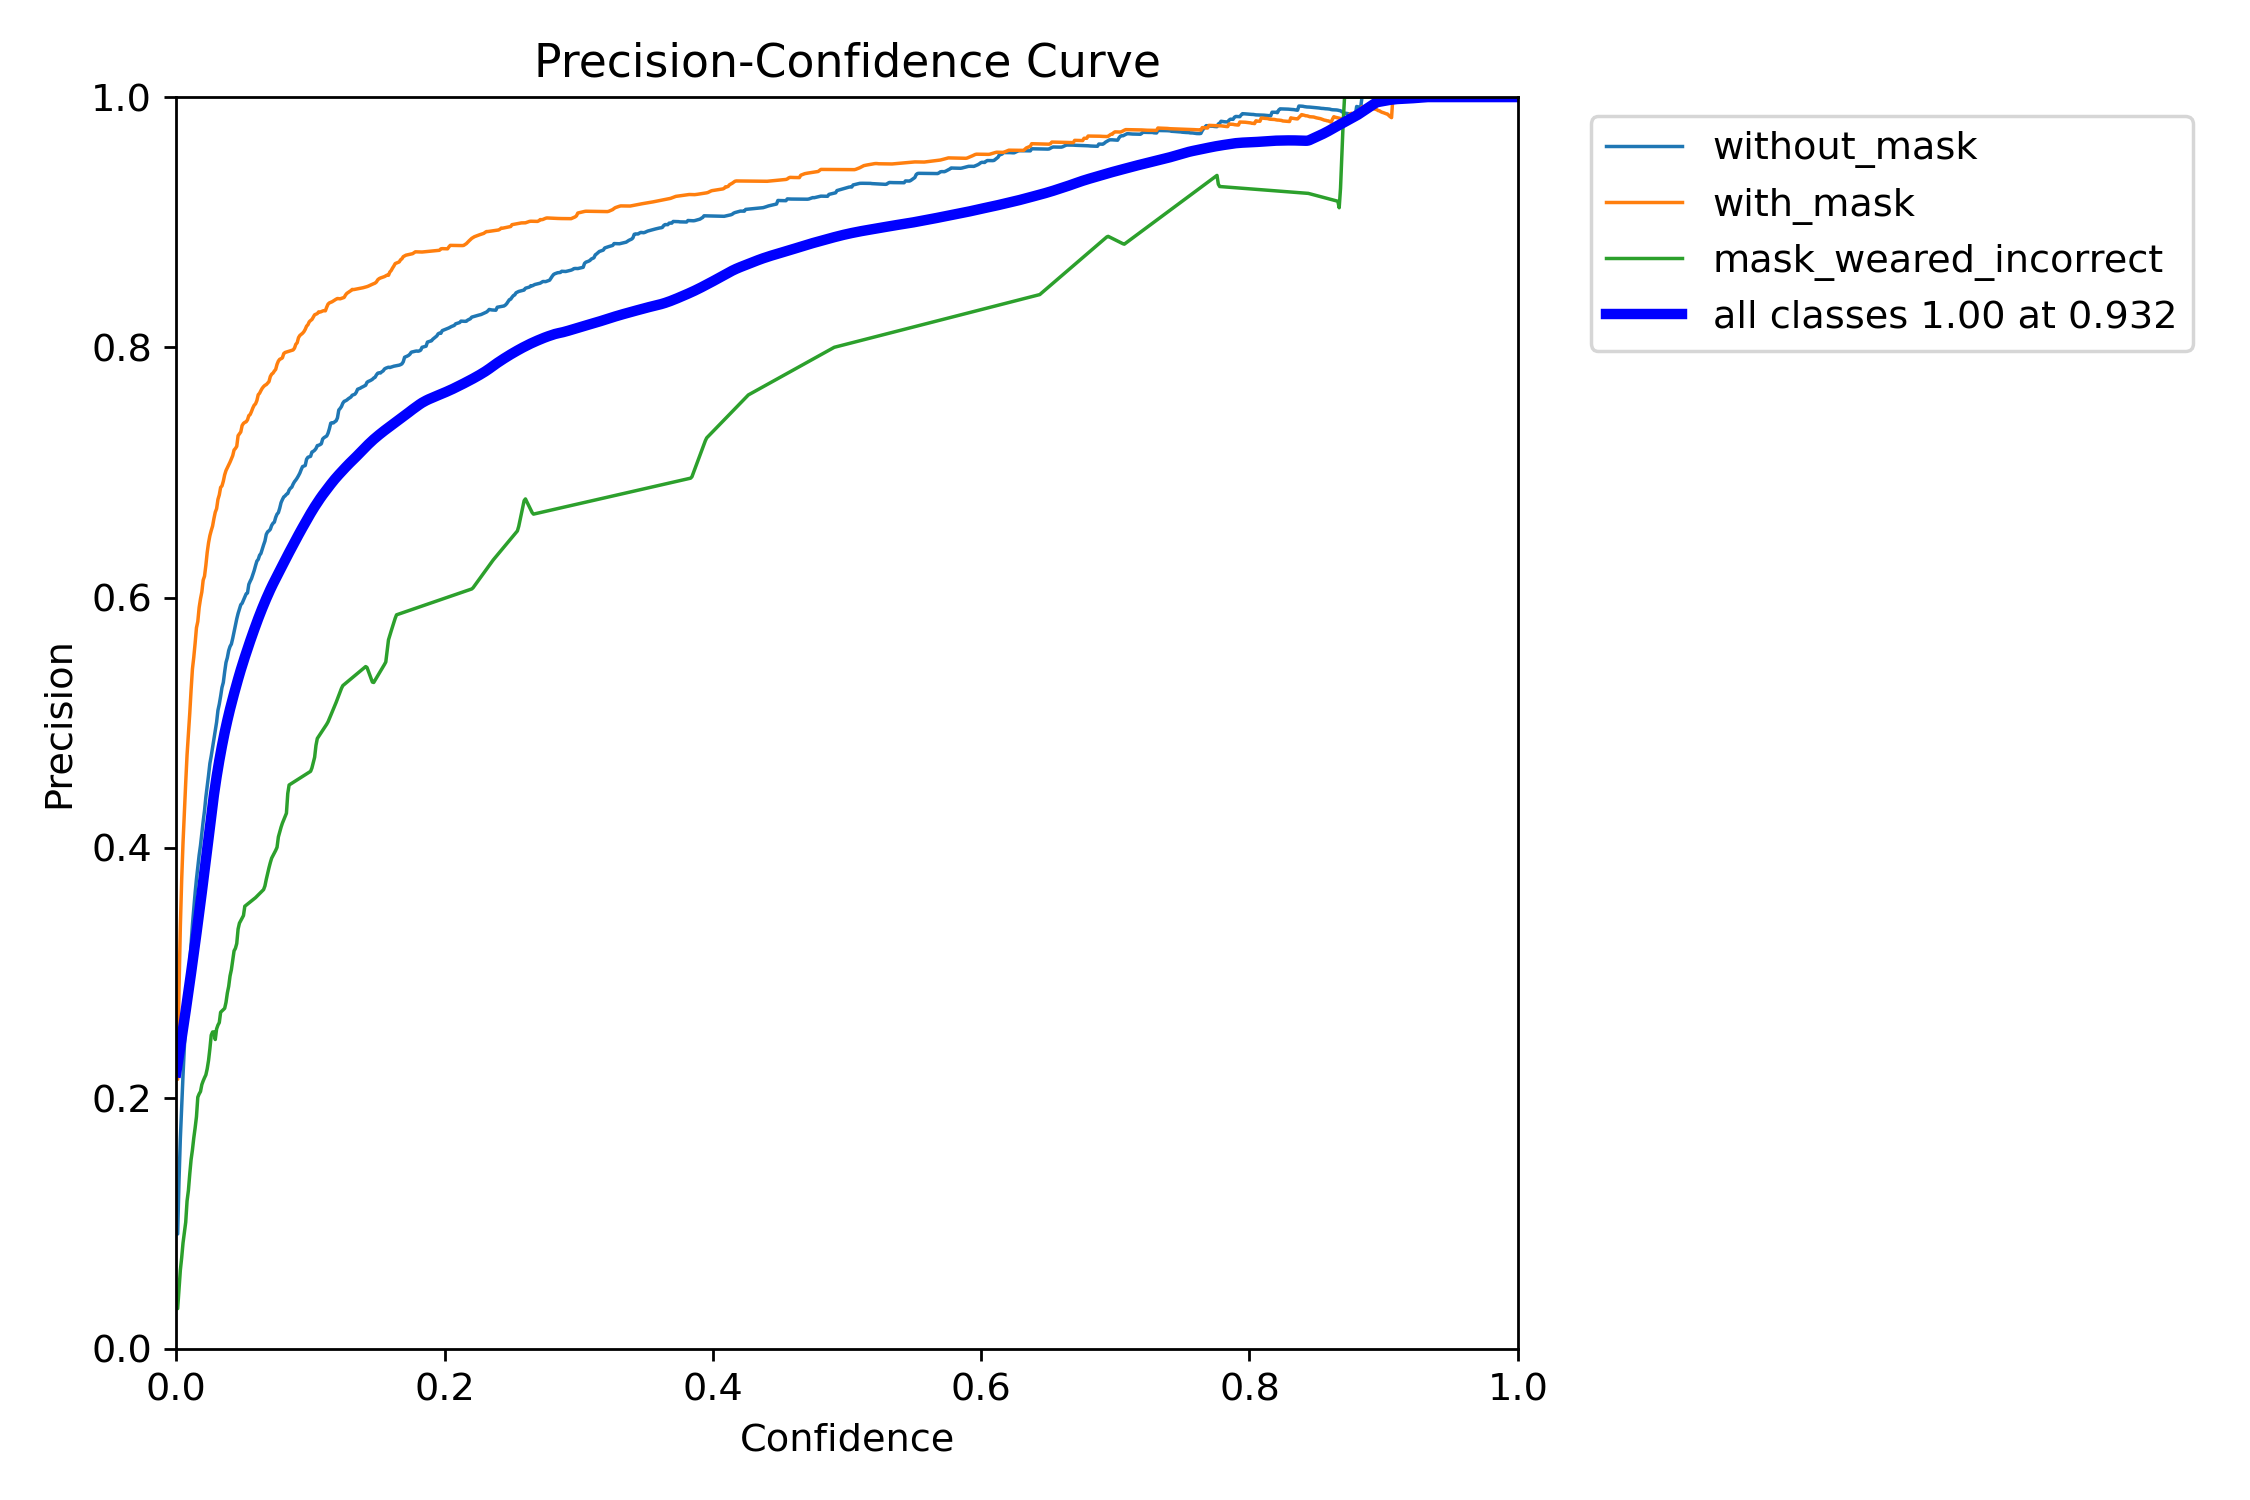 Precision-Confidence Curve
1.0
0.8
0.6
0.4
0.2
0.0
Precision
0.0 0.2 0.4 0.6 0.8 1.0
Confidence
without_mask
with_mask
mask_weared_incorrect
all classes 1.00 at 0.932